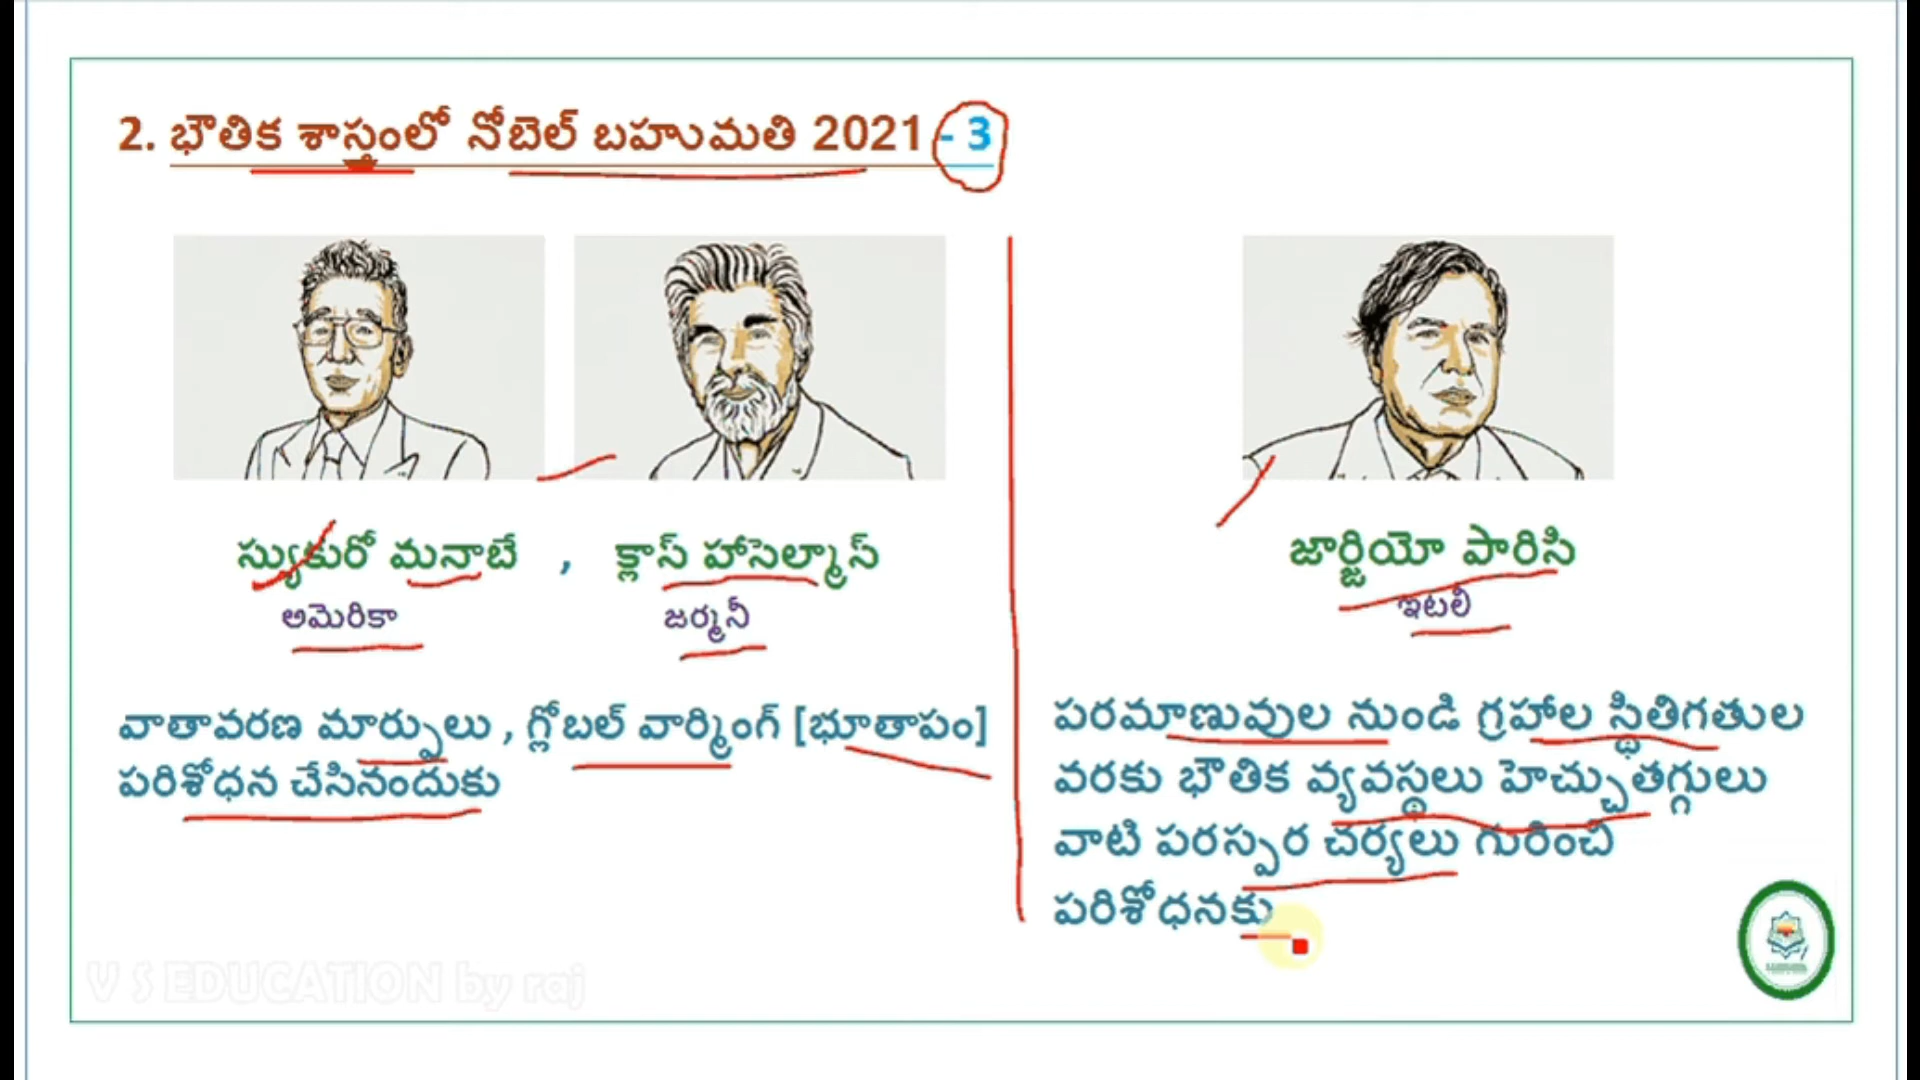 2. భౌతిక శాస్త్రంలో నోబెల్ బహుమతి 2021 - 3
స్యుకురో మనాబే , క్లాస్ హాసెల్మాస్
అమెరికా జర్మనీ
వాతావరణ మార్పులు , గ్లోబల్ వార్మింగ్ [భూతాపం]
పరిశోధన చేసినందుకు
జార్జియో పారిసి
ఇటలీ
పరమాణువుల నుండి గ్రహాల స్థితిగతుల
వరకు భౌతిక వ్యవస్థలు హెచ్చుతగ్గులు
వాటి పరస్పర చర్యలు గురించి
పరిశోధనకు
V S EDUCATION by raj